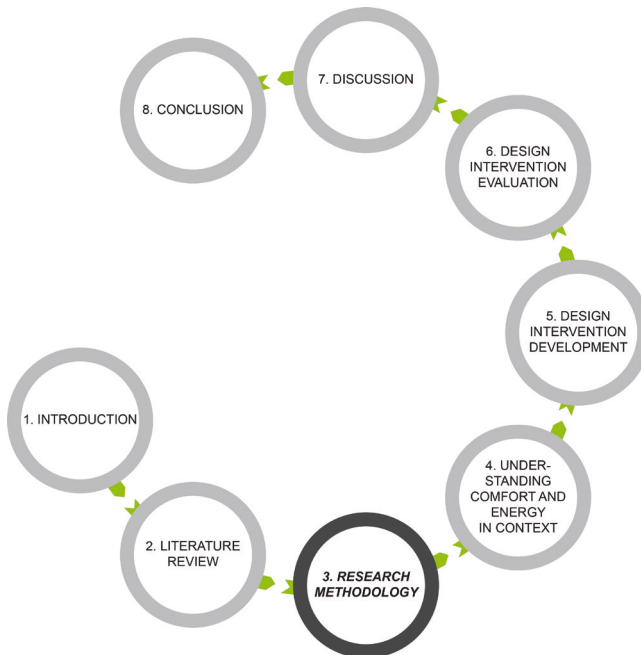 1. INTRODUCTION
2. LITERATURE
REVIEW
3. RESEARCH
METHODOLOGY
4. UNDER-
STANDING
COMFORT AND
ENERGY
IN CONTEXT
5. DESIGN
INTERVENTION
DEVELOPMENT
6. DESIGN
INTERVENTION
EVALUATION
7. DISCUSSION
8. CONCLUSION